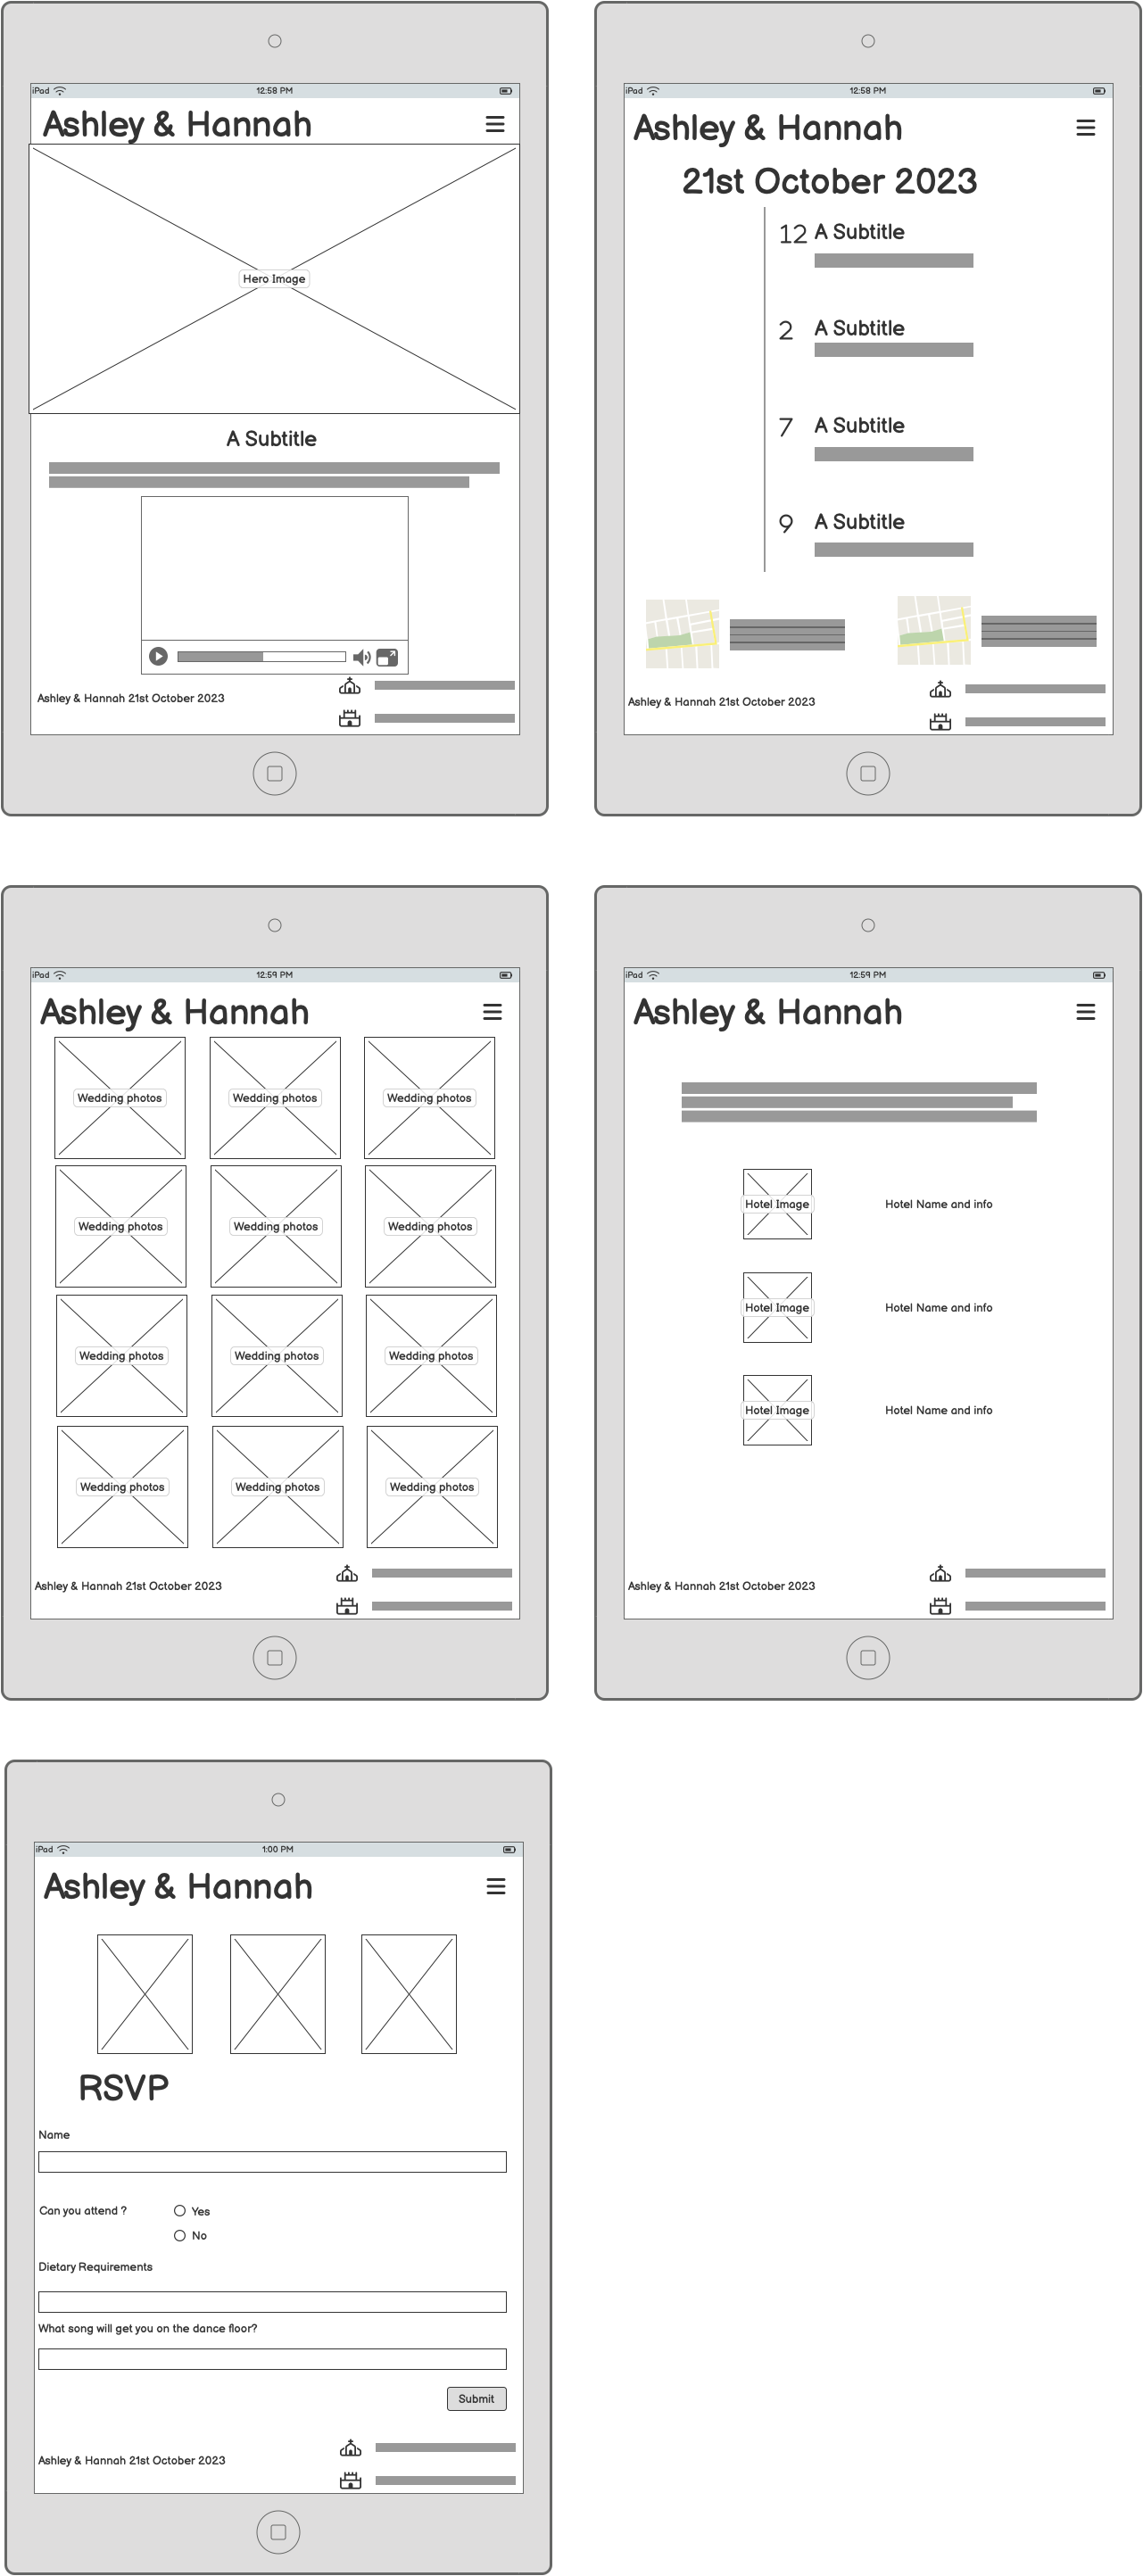 iPad 12:58 PM
Ashley & Hannah
Hero Image
A Subtitle
Ashley & Hannah 21st October 2023
iPad 12:58 PM
Ashley & Hannah
21st October 2023
12 A Subtitle
2 A Subtitle
7 A Subtitle
9 A Subtitle
Ashley & Hannah 21st October 2023
iPad 12:59 PM
Ashley & Hannah
Wedding photos Wedding photos Wedding photos
Wedding photos Wedding photos Wedding photos
Wedding photos Wedding photos Wedding photos
Wedding photos Wedding photos Wedding photos
Ashley & Hannah 21st October 2023
iPad 12:59 PM
Ashley & Hannah
Hotel Image Hotel Name and info
Hotel Image Hotel Name and info
Hotel Image Hotel Name and info
Ashley & Hannah 21st October 2023
iPad 1:00 PM
Ashley & Hannah
RSVP
Name
Can you attend ? Yes
No
Dietary Requirements
What song will get you on the dance floor?
Submit
Ashley & Hannah 21st October 2023